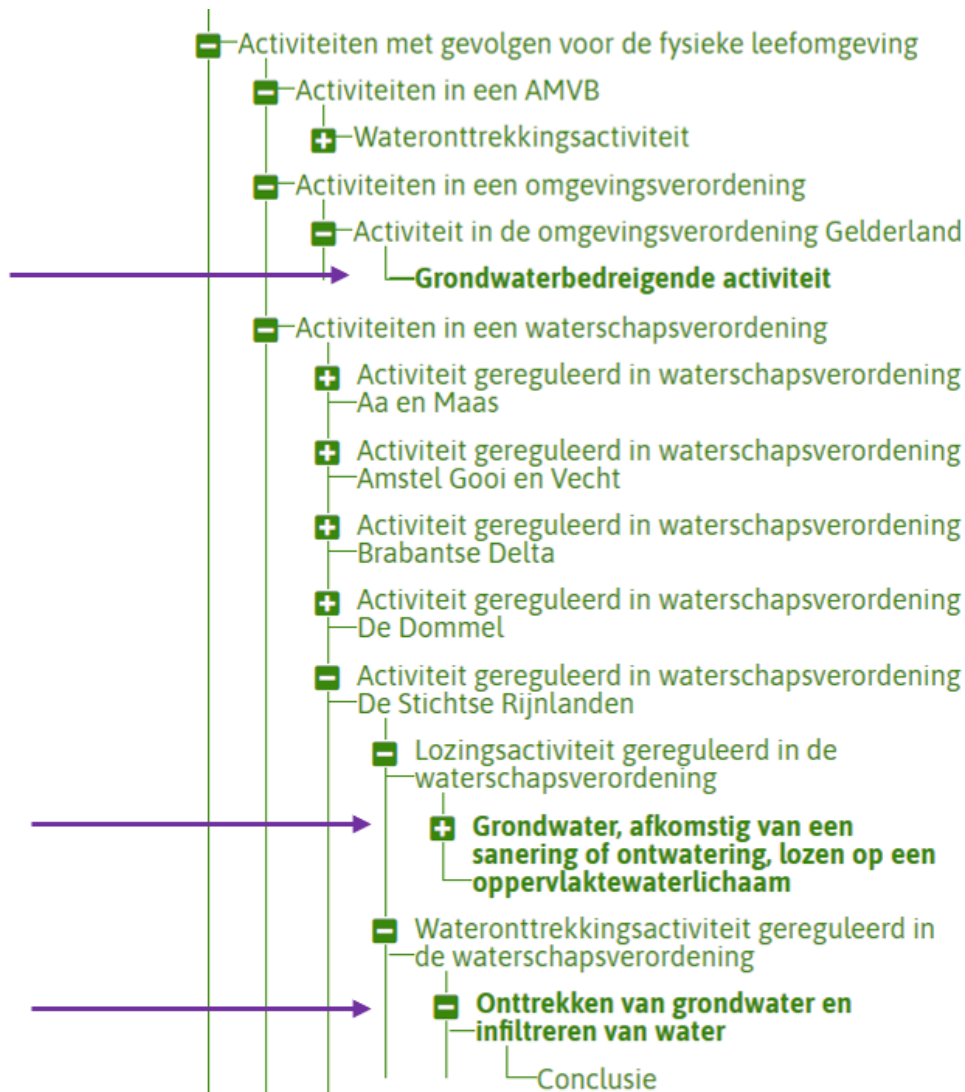 Activiteiten met gevolgen voor de fysieke leefomgeving
Activiteiten in een AMVB
Wateronttrekkingsactiviteit
Activiteiten in een omgevingsverordening
Activiteit in de omgevingsverordening Gelderland
Grondwaterbedreigende activiteit
Activiteiten in een waterschapsverordening
Activiteit gereguleerd in waterschapsverordening
Aa en Maas
Activiteit gereguleerd in waterschapsverordening
Amstel Gooi en Vecht
Activiteit gereguleerd in waterschapsverordening
Brabantse Delta
Activiteit gereguleerd in waterschapsverordening
De Dommel
Activiteit gereguleerd in waterschapsverordening
De Stichtse Rijnlanden
Lozingsactiviteit gereguleerd in de
waterschapsverordening
Grondwater, afkomstig van een
sanering of ontwatering, lozen op een
oppervlaktewaterlichaam
Wateronttrekkingsactiviteit gereguleerd in
de waterschapsverordening
Onttrekken van grondwater en
infiltreren van water
Conclusie